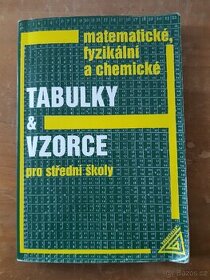 matematické,
fyzikální
a chemické
TABULKY
&
VZORCE
pro střední školy